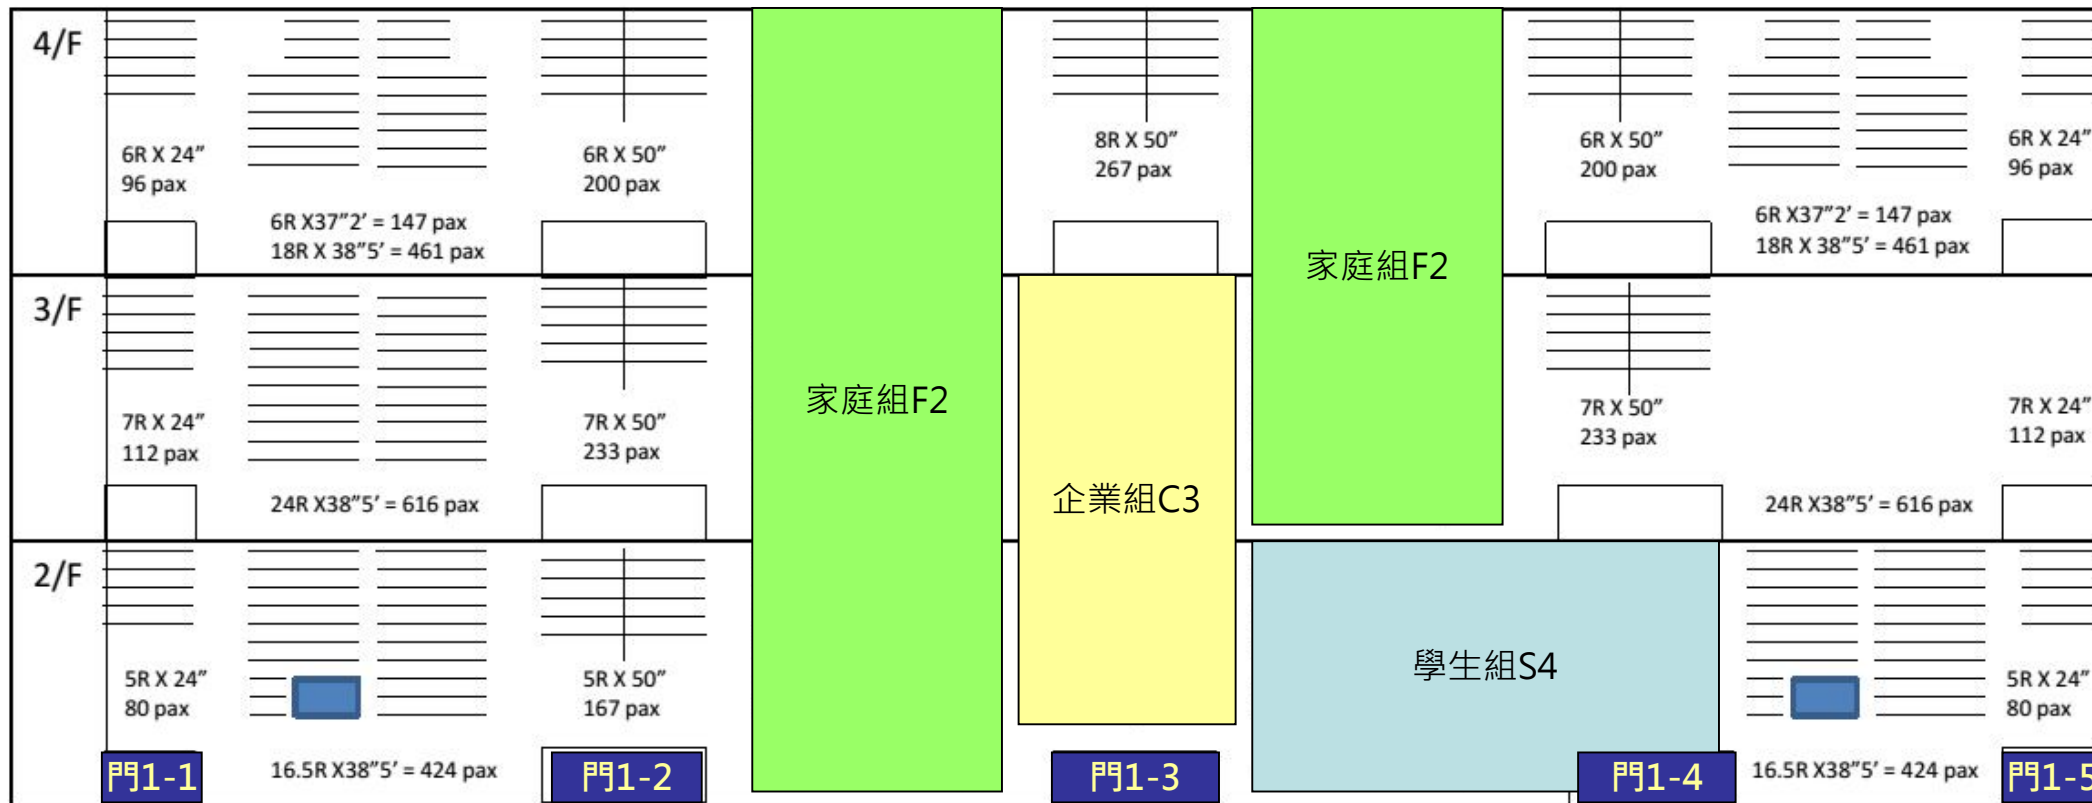 4/F
6R X 24”
96 pax
6R X37”2’ = 147 pax
18R X 38”5’ = 461 pax
6R X 50”
200 pax
8R X 50”
267 pax
家庭組F2
6R X 50”
200 pax
6R X37”2’ = 147 pax
18R X 38”5’ = 461 pax
6R X 24”
96 pax
3/F
7R X 24”
112 pax
24R X38”5’ = 616 pax
7R X 50”
233 pax
家庭組F2
企業組C3
7R X 50”
233 pax
24R X38”5’ = 616 pax
7R X 24”
112 pax
2/F
5R X 24”
80 pax
16.5R X38”5’ = 424 pax
5R X 50”
167 pax
學生組S4
16.5R X38”5’ = 424 pax
5R X 24”
80 pax
門1-1
門1-2
門1-3
門1-4
門1-5